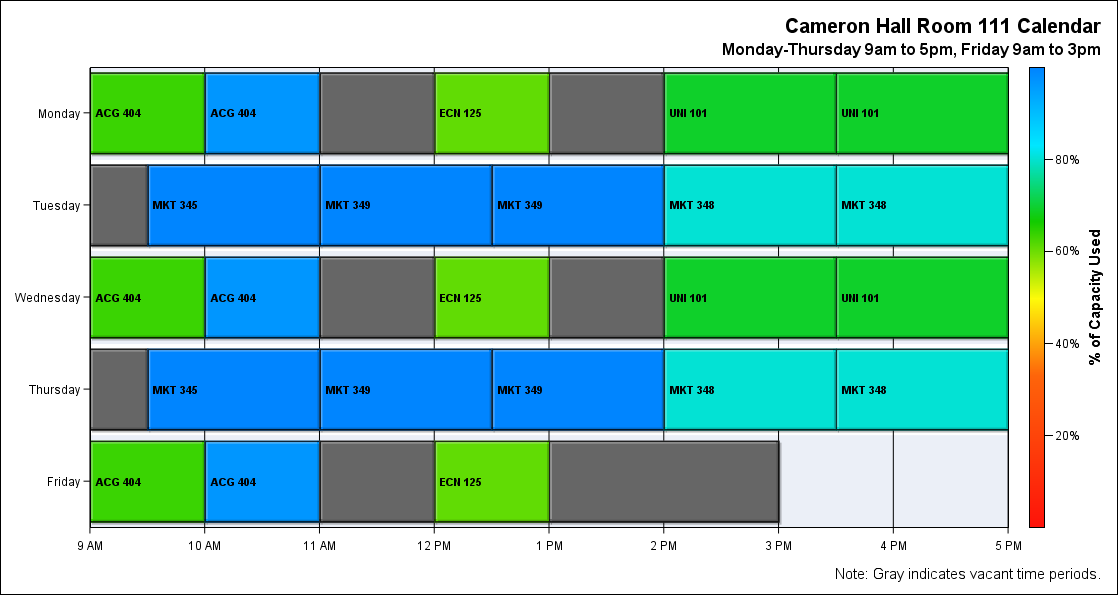 Cameron Hall Room 111 Calendar
Monday-Thursday 9am to 5pm, Friday 9am to 3pm
Monday
ACG 404
ACG 404
ECN 125
UNI 101
UNI 101
Tuesday
MKT 345
MKT 349
MKT 349
MKT 348
MKT 348
Wednesday
ACG 404
ACG 404
ECN 125
UNI 101
UNI 101
Thursday
MKT 345
MKT 349
MKT 349
MKT 348
MKT 348
Friday
ACG 404
ACG 404
ECN 125
9 AM
10 AM
11 AM
12 PM
1 PM
2 PM
3 PM
4 PM
5 PM
80%
60%
40%
20%
% of Capacity Used
Note: Gray indicates vacant time periods.